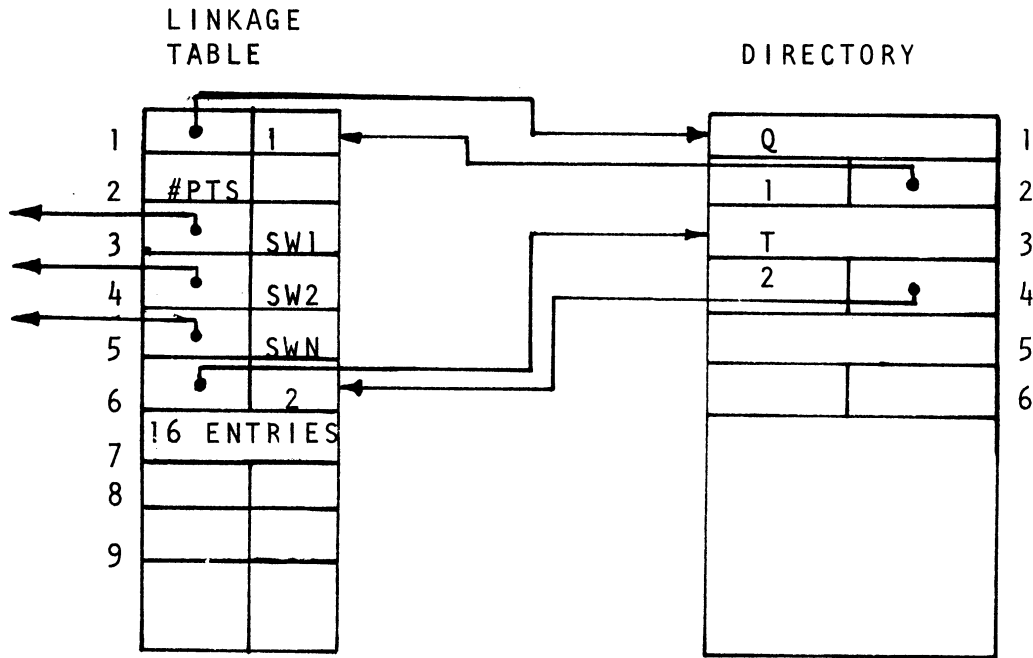 LINKAGE
TABLE
DIRECTORY
1 1 Q 1
2 #PTS 1 2
3 SW1 T 3
4 SW2 2 4
5 SWN 5
6 2 6
7 !6 ENTRIES
8
9